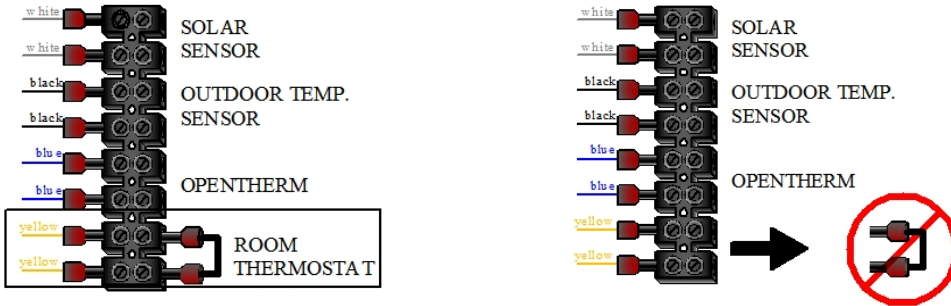 white
SOLAR
white
SENSOR
black
OUTDOOR TEMP.
black
SENSOR
blue
blue
OPENTHERM
yellow
ROOM
yellow
THERMOSTAT
white
SOLAR
white
SENSOR
black
OUTDOOR TEMP.
black
SENSOR
blue
blue
OPENTHERM
yellow
yellow